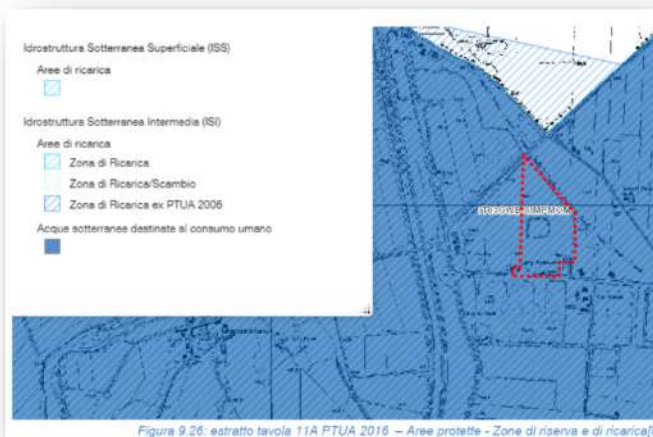 Idrostruttura Sotterranea Superficiale (ISS)
Aree di ricarica
Idrostruttura Sotterranea Intermedia (ISI)
Aree di ricarica
Zona di Ricarica
Zona di Ricarica/Scambio
Zona di Ricarica ex PTUA 2006
Acque sotterranee destinate al consumo umano
Figura 9.26: estratto tavola 11A PTUA 2016 – Aree protette - Zone di riserva e di ricarica